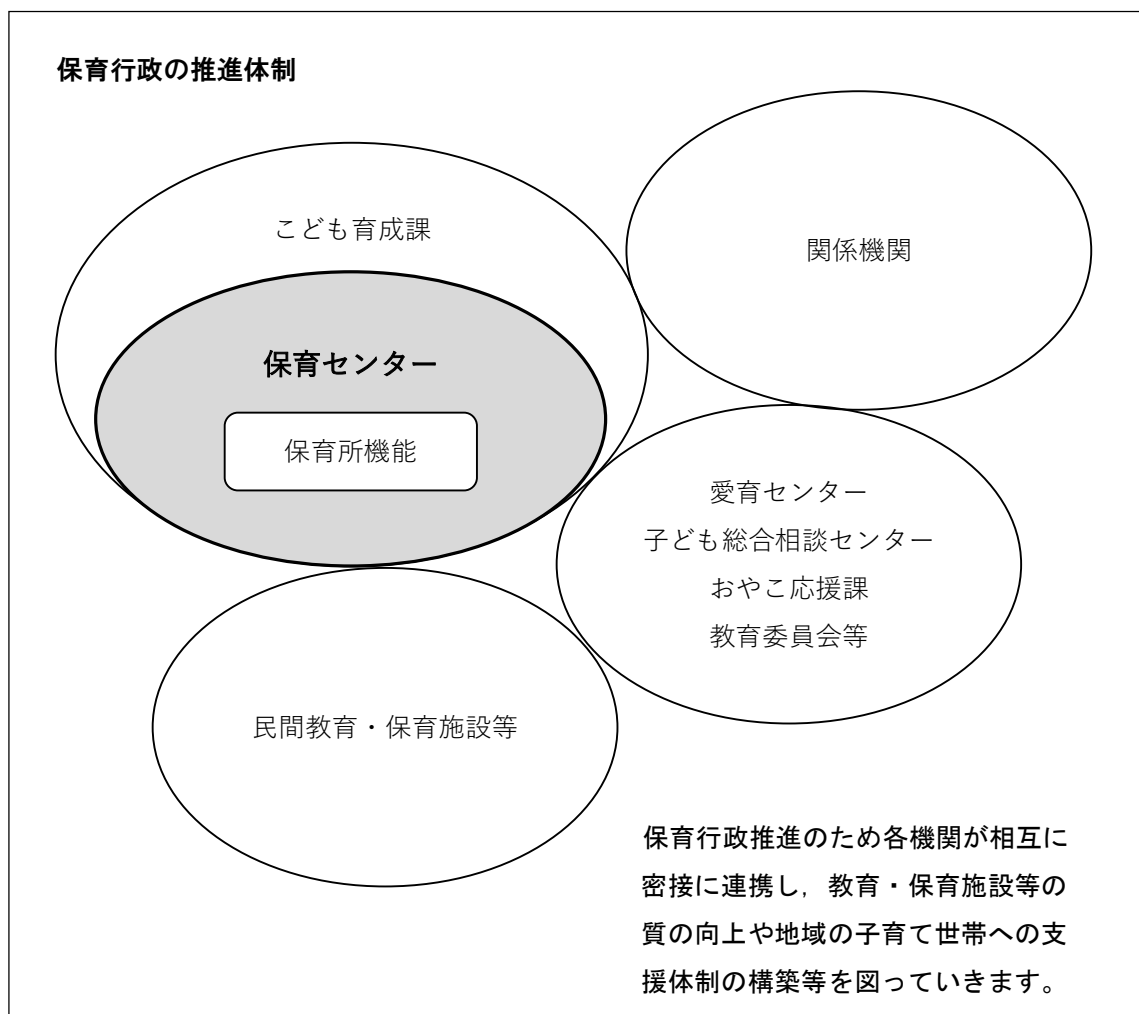 保育行政の推進体制
こども育成課
関係機関
保育センター
保育所機能
愛育センター
子ども総合相談センター
おやこ応援課
教育委員会等
民間教育・保育施設等
保育行政推進のため各機関が相互に
密接に連携し，教育・保育施設等の
質の向上や地域の子育て世帯への支
援体制の構築等を図っていきます。